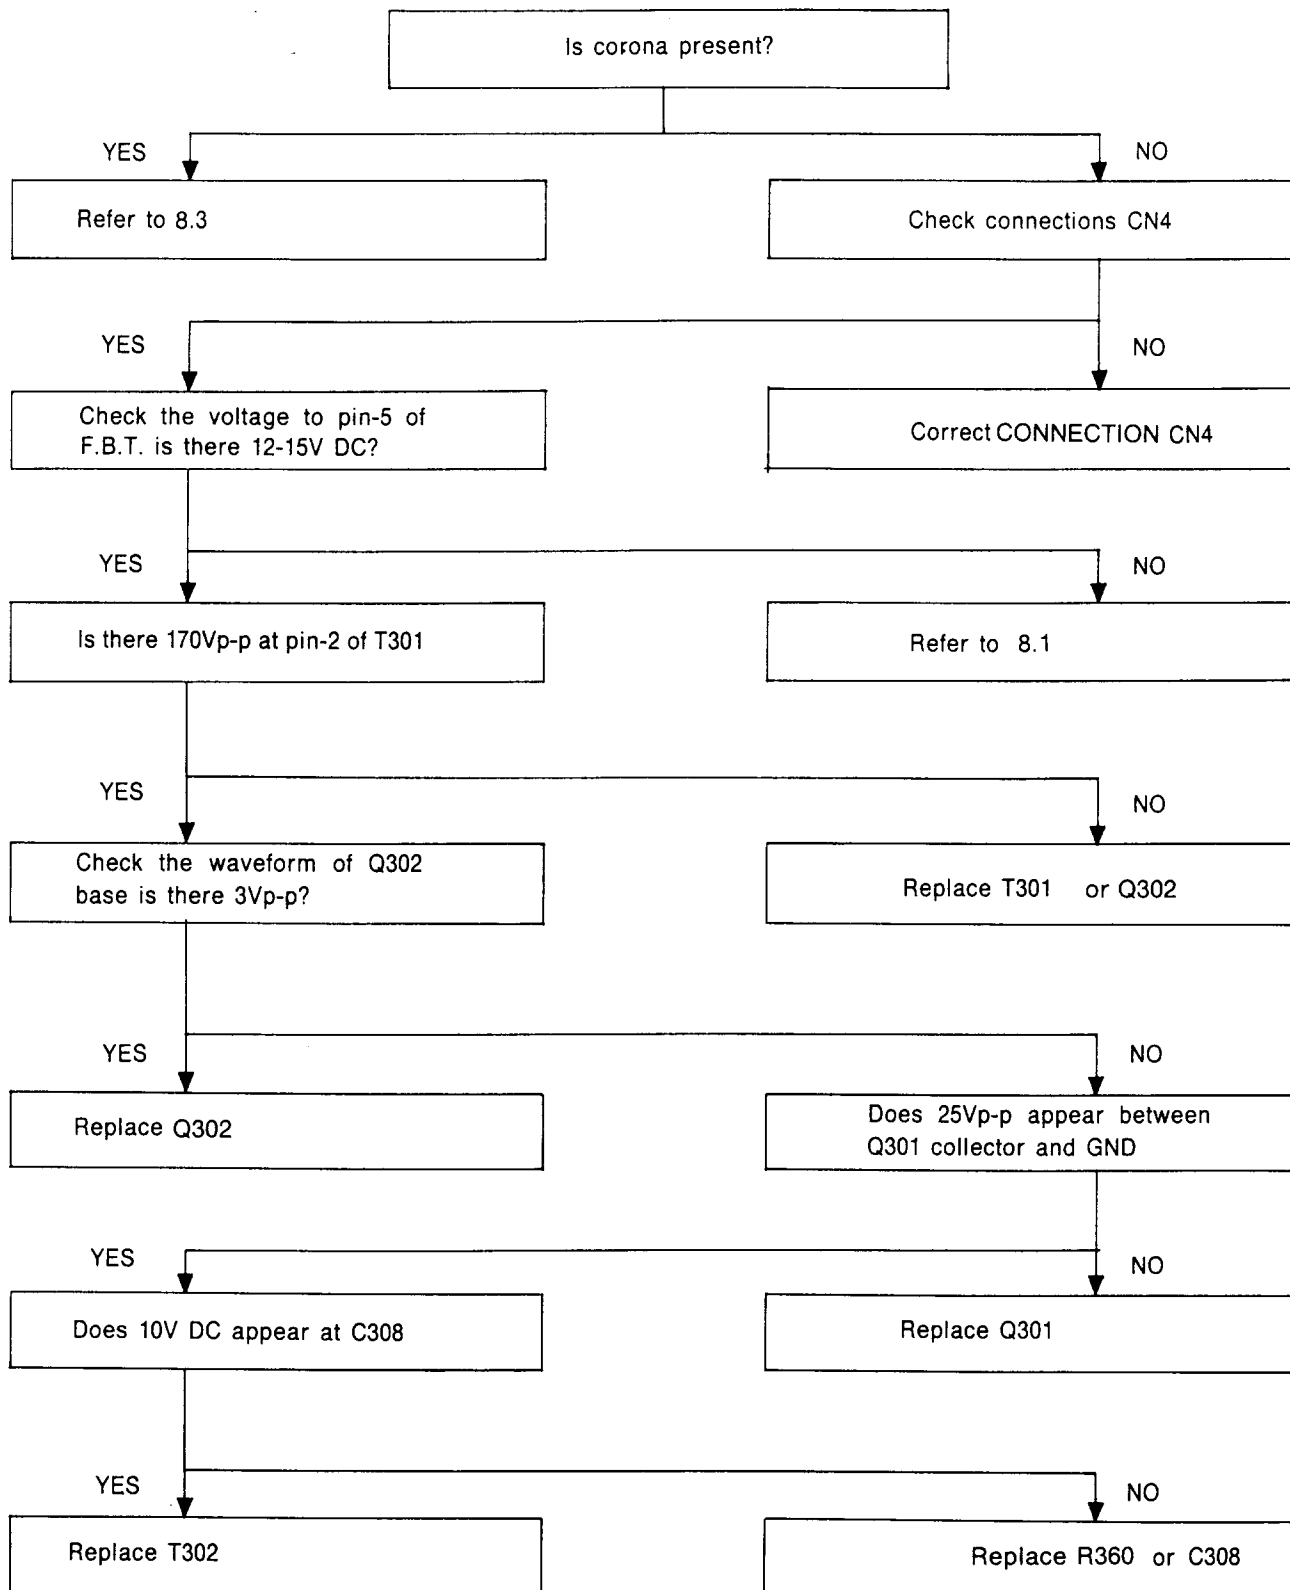 Is corona present?
YES
NO
Refer to 8.3
Check connections CN4
YES
NO
Check the voltage to pin-5 of
F.B.T. is there 12-15V DC?
Correct CONNECTION CN4
YES
NO
Is there 170Vp-p at pin-2 of T301
Refer to 8.1
YES
NO
Check the waveform of Q302
base is there 3Vp-p?
Replace T301 or Q302
YES
NO
Replace Q302
Does 25Vp-p appear between
Q301 collector and GND
YES
NO
Does 10V DC appear at C308
Replace Q301
YES
NO
Replace T302
Replace R360 or C308